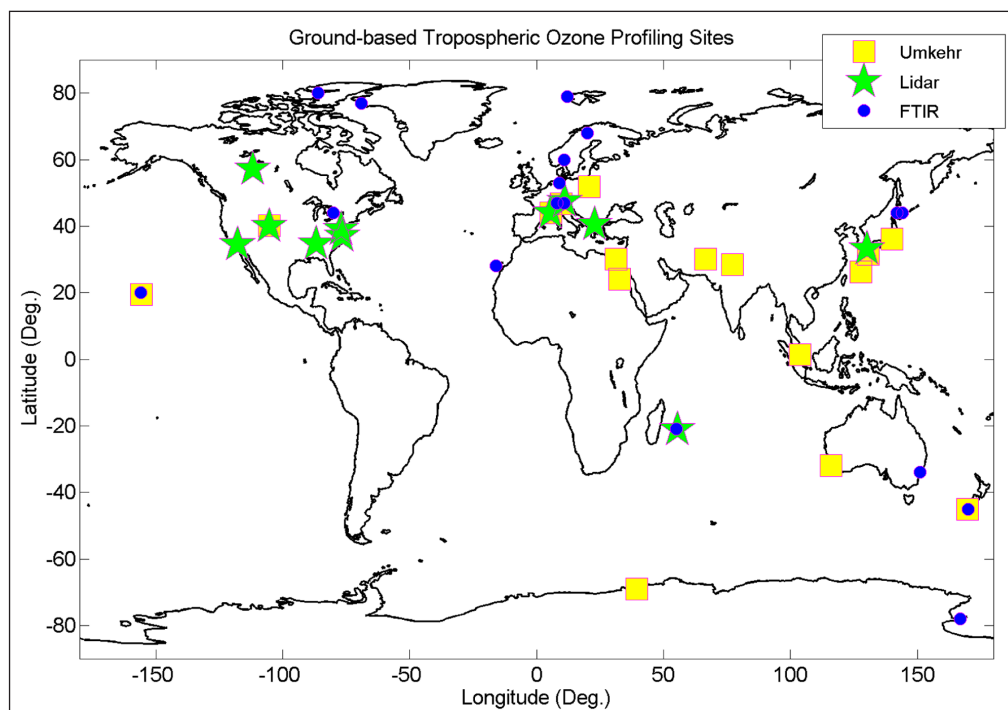 Ground-based Tropospheric Ozone Profiling Sites
Umkehr
Lidar
FTIR
80
60
40
20
0
-20
-40
-60
-80
Latitude (Deg.)
-150
-100
-50
0
50
100
150
Longitude (Deg.)